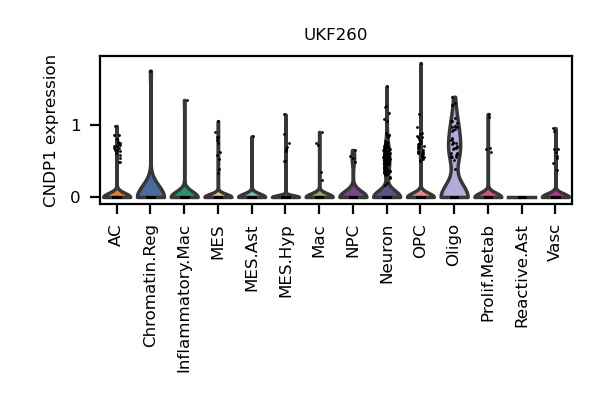 UKF260
CNDP1 expression
1
0
AC
Chromatin.Reg
Inflammatory.Mac
MES
MES.Ast
MES.Hyp
Mac
NPC
Neuron
OPC
Oligo
Prolif.Metab
Reactive.Ast
Vasc